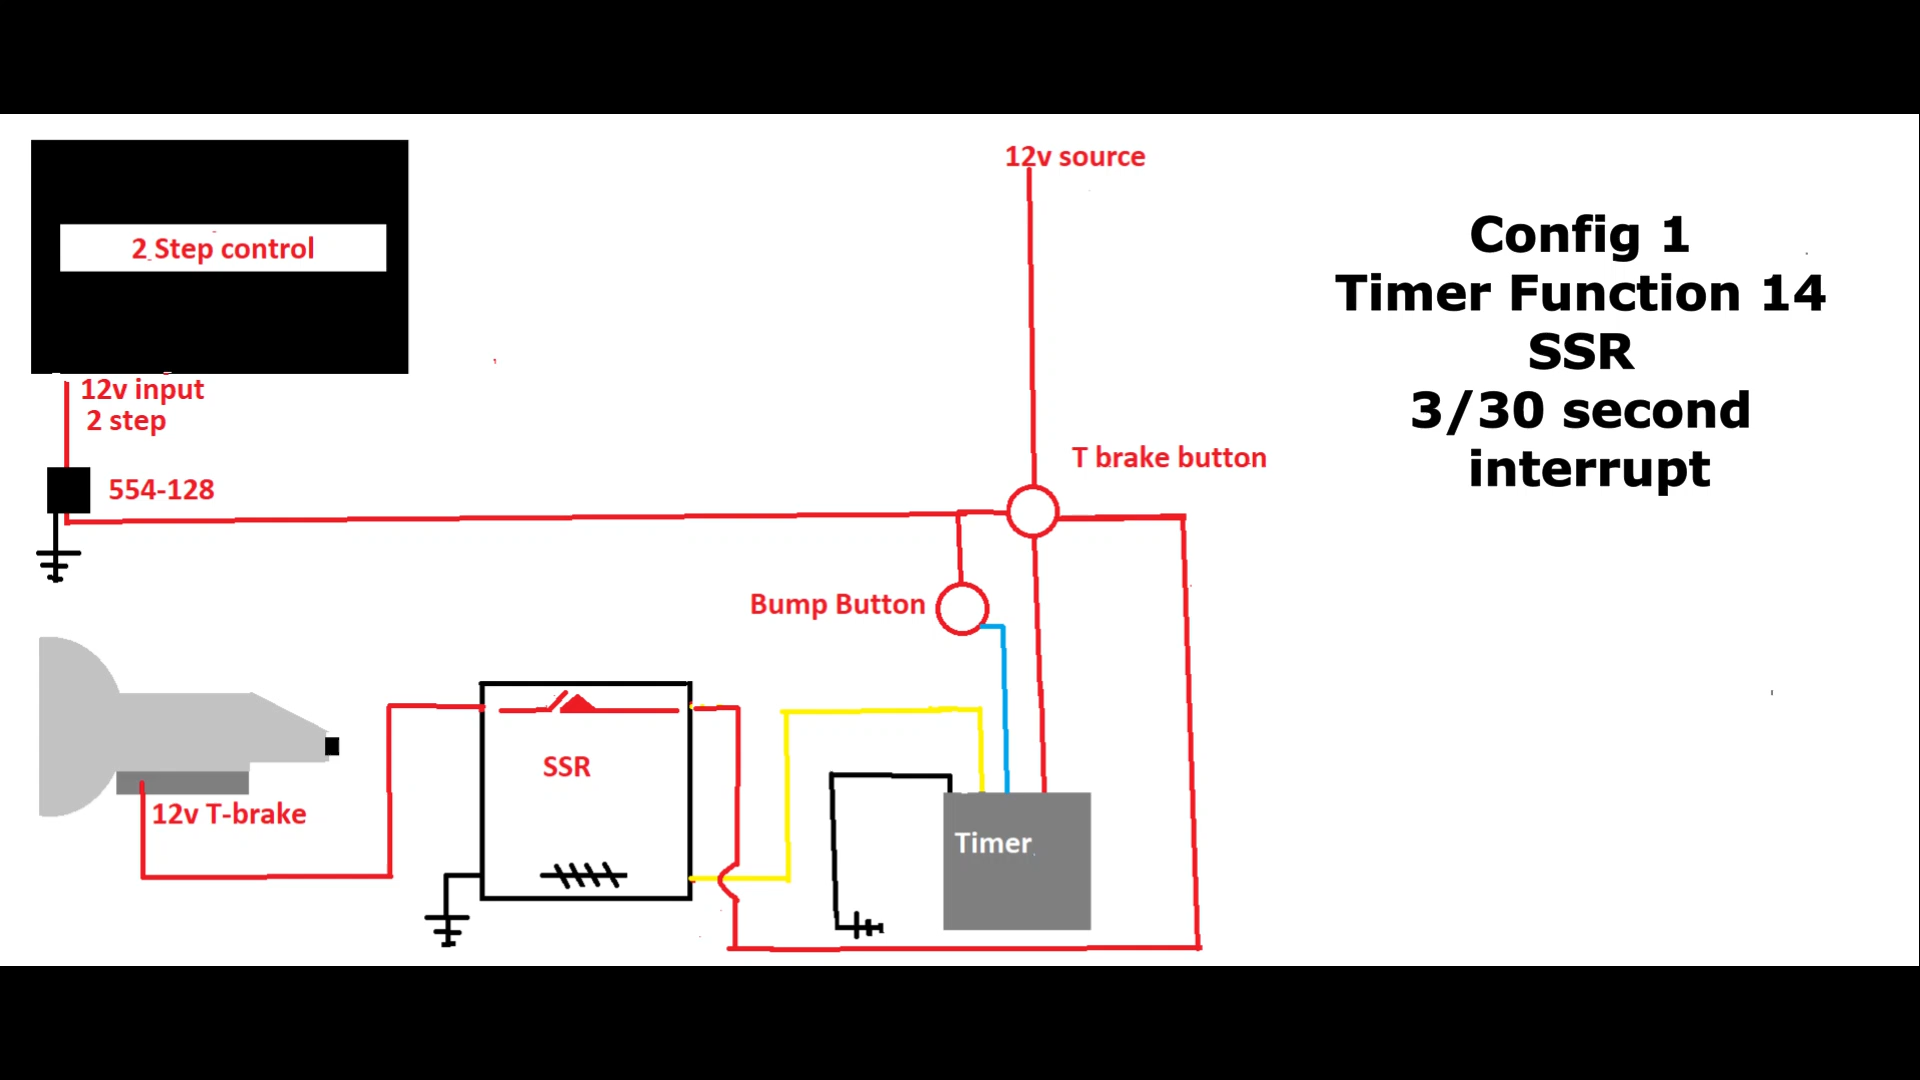 12v source
2 Step control
Config 1
Timer Function 14
SSR
3/30 second
interrupt
12v input
2 step
T brake button
554-128
Bump Button
SSR
12v T-brake
Timer